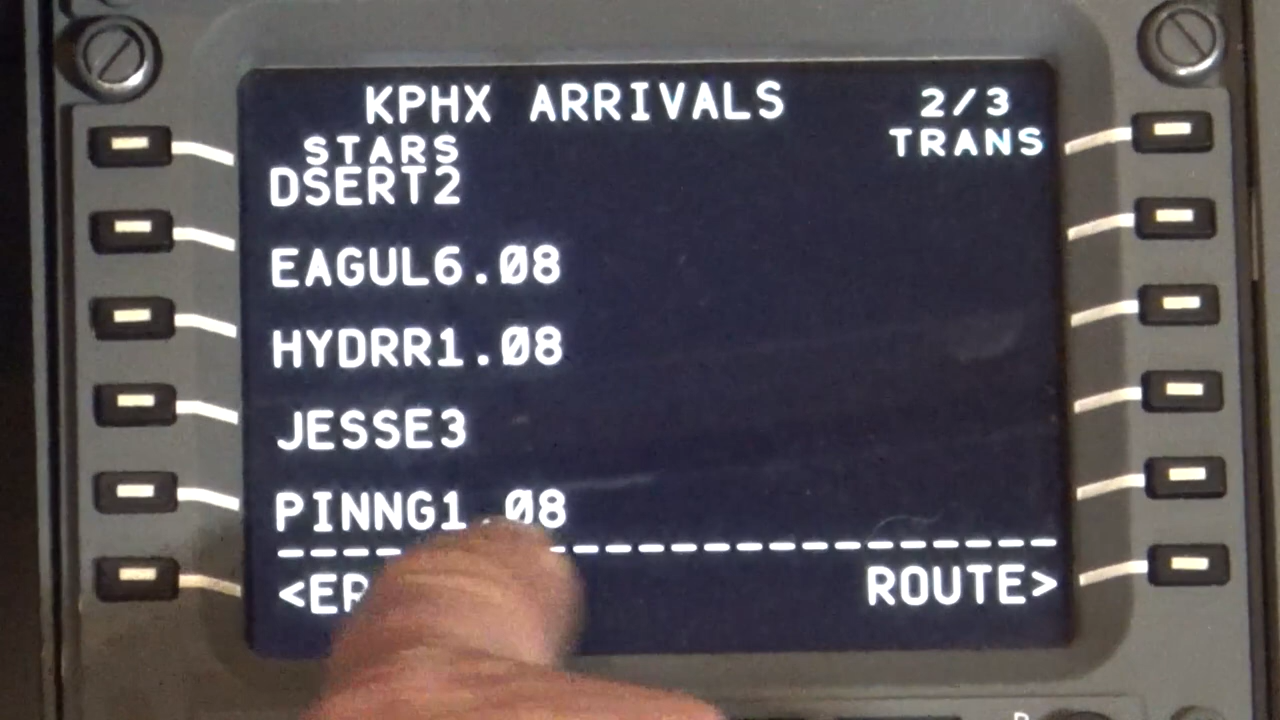 KPHX ARRIVALS 2/3
STARS TRANS
DSERT2
EAGUL6.08
HYDRR1.08
JESSE3
PINNG1.08
ROUTE>